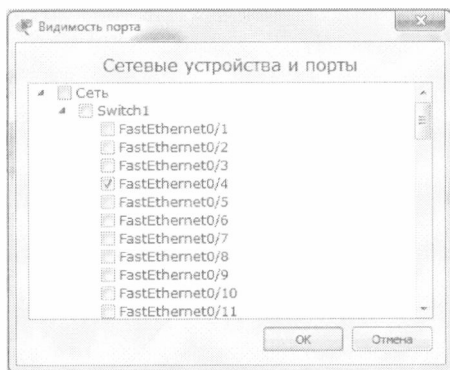 Видимость порта
Сетевые устройства и порты
Сеть
Switch1
FastEthernet0/1
FastEthernet0/2
FastEthernet0/3
FastEthernet0/4
FastEthernet0/5
FastEthernet0/6
FastEthernet0/7
FastEthernet0/8
FastEthernet0/9
FastEthernet0/10
FastEthernet0/11
OK Отмена